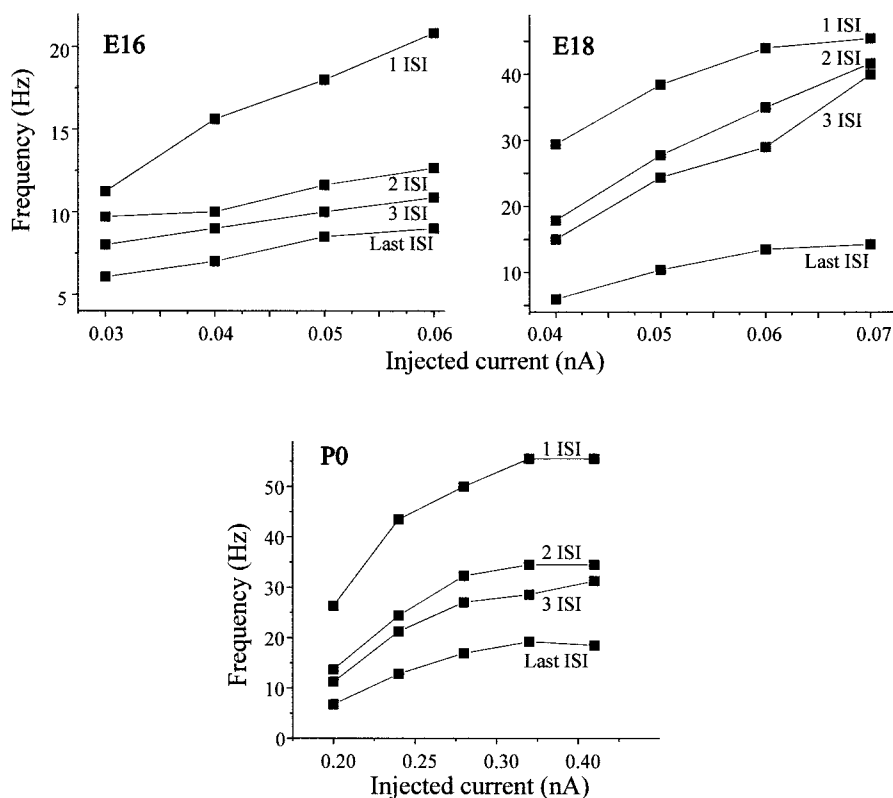 E16
Frequency (Hz)
20
15
10
5
1 ISI
2 ISI
3 ISI
Last ISI
0.03
0.04
0.05
0.06
E18
40
30
20
10
1 ISI
2 ISI
3 ISI
Last ISI
0.04
0.05
0.06
0.07
Injected current (nA)
P0
Frequency (Hz)
50
40
30
20
10
0
1 ISI
2 ISI
3 ISI
Last ISI
0.20
0.25
0.30
0.40
Injected current (nA)